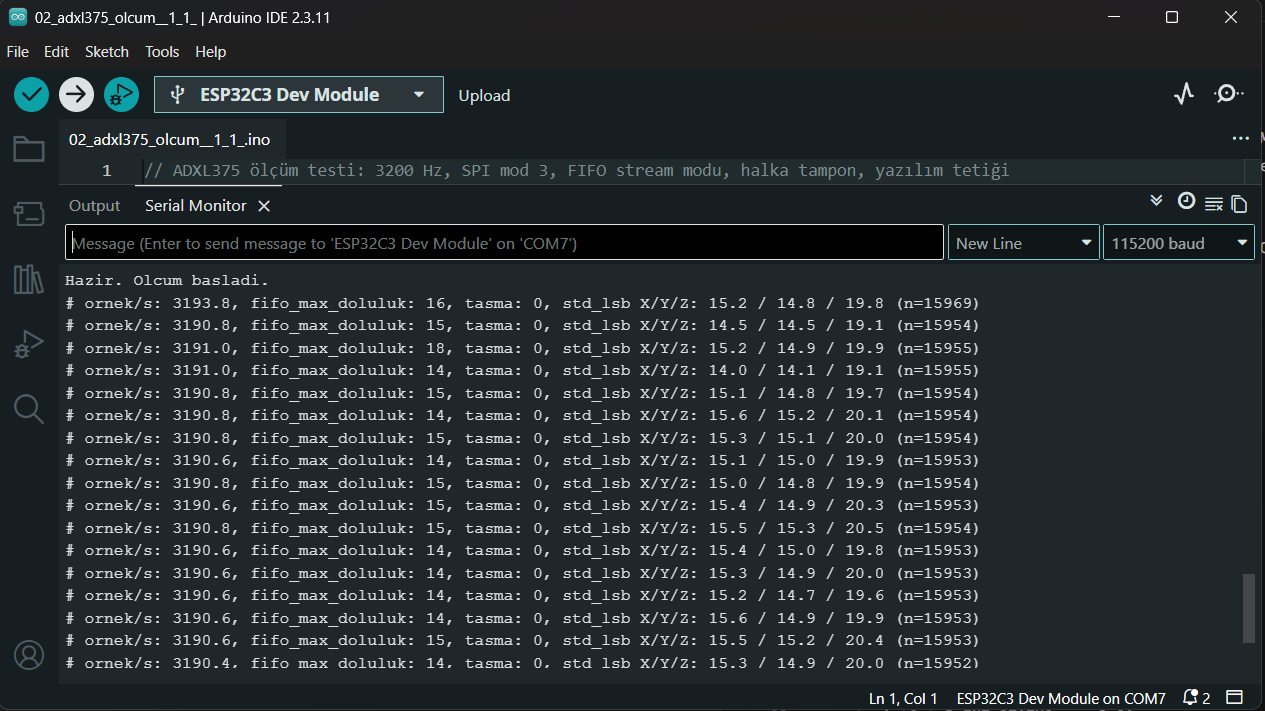 02_adxl375_olcum__1_1_ | Arduino IDE 2.3.11
File Edit Sketch Tools Help
ESP32C3 Dev Module
Upload
02_adxl375_olcum__1_1_.ino
1 // ADXL375 ölçüm testi: 3200 Hz, SPI mod 3, FIFO stream modu, halka tampon, yazılım tetiği
Output Serial Monitor
Message (Enter to send message to 'ESP32C3 Dev Module' on 'COM7')
New Line
115200 baud
Hazir. Olcum basladi.
# ornek/s: 3193.8, fifo_max_doluluk: 16, tasma: 0, std_lsb X/Y/Z: 15.2 / 14.8 / 19.8 (n=15969)
# ornek/s: 3190.8, fifo_max_doluluk: 15, tasma: 0, std_lsb X/Y/Z: 14.5 / 14.5 / 19.1 (n=15954)
# ornek/s: 3191.0, fifo_max_doluluk: 18, tasma: 0, std_lsb X/Y/Z: 15.2 / 14.9 / 19.9 (n=15955)
# ornek/s: 3191.0, fifo_max_doluluk: 14, tasma: 0, std_lsb X/Y/Z: 14.0 / 14.1 / 19.1 (n=15955)
# ornek/s: 3190.8, fifo_max_doluluk: 15, tasma: 0, std_lsb X/Y/Z: 15.1 / 14.8 / 19.7 (n=15954)
# ornek/s: 3190.8, fifo_max_doluluk: 14, tasma: 0, std_lsb X/Y/Z: 15.6 / 15.2 / 20.1 (n=15954)
# ornek/s: 3190.8, fifo_max_doluluk: 15, tasma: 0, std_lsb X/Y/Z: 15.3 / 15.1 / 20.0 (n=15954)
# ornek/s: 3190.6, fifo_max_doluluk: 14, tasma: 0, std_lsb X/Y/Z: 15.1 / 15.0 / 19.9 (n=15953)
# ornek/s: 3190.8, fifo_max_doluluk: 15, tasma: 0, std_lsb X/Y/Z: 15.0 / 14.8 / 19.9 (n=15954)
# ornek/s: 3190.6, fifo_max_doluluk: 15, tasma: 0, std_lsb X/Y/Z: 15.4 / 14.9 / 20.3 (n=15953)
# ornek/s: 3190.8, fifo_max_doluluk: 15, tasma: 0, std_lsb X/Y/Z: 15.5 / 15.3 / 20.5 (n=15954)
# ornek/s: 3190.6, fifo_max_doluluk: 14, tasma: 0, std_lsb X/Y/Z: 15.4 / 15.0 / 19.8 (n=15953)
# ornek/s: 3190.6, fifo_max_doluluk: 14, tasma: 0, std_lsb X/Y/Z: 15.3 / 14.9 / 20.0 (n=15953)
# ornek/s: 3190.6, fifo_max_doluluk: 14, tasma: 0, std_lsb X/Y/Z: 15.2 / 14.7 / 19.6 (n=15953)
# ornek/s: 3190.6, fifo_max_doluluk: 14, tasma: 0, std_lsb X/Y/Z: 15.6 / 14.9 / 19.9 (n=15953)
# ornek/s: 3190.6, fifo_max_doluluk: 15, tasma: 0, std_lsb X/Y/Z: 15.5 / 15.2 / 20.4 (n=15953)
# ornek/s: 3190.4, fifo_max_doluluk: 14, tasma: 0, std_lsb X/Y/Z: 15.3 / 14.9 / 20.0 (n=15952)
Ln 1, Col 1 ESP32C3 Dev Module on COM7 2